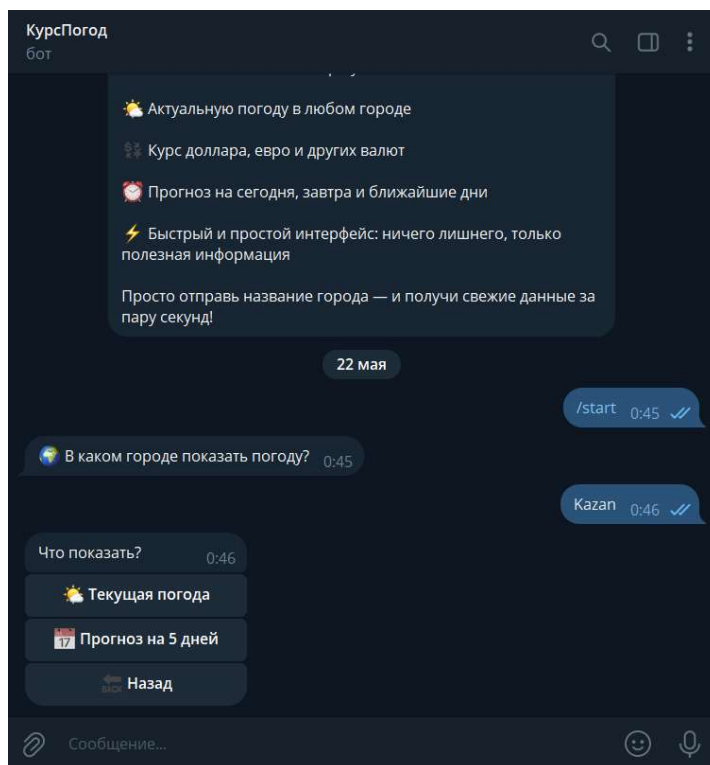 КурсПогод
бот
🌤 Актуальную погоду в любом городе
💱 Курс доллара, евро и других валют
⏰ Прогноз на сегодня, завтра и ближайшие дни
⚡ Быстрый и простой интерфейс: ничего лишнего, только
полезная информация
Просто отправь название города — и получи свежие данные за
пару секунд!
22 мая
/start 0:45
🌍 В каком городе показать погоду? 0:45
Kazan 0:46
Что показать? 0:46
🌤 Текущая погода
📅 Прогноз на 5 дней
🔙 Назад
Сообщение...